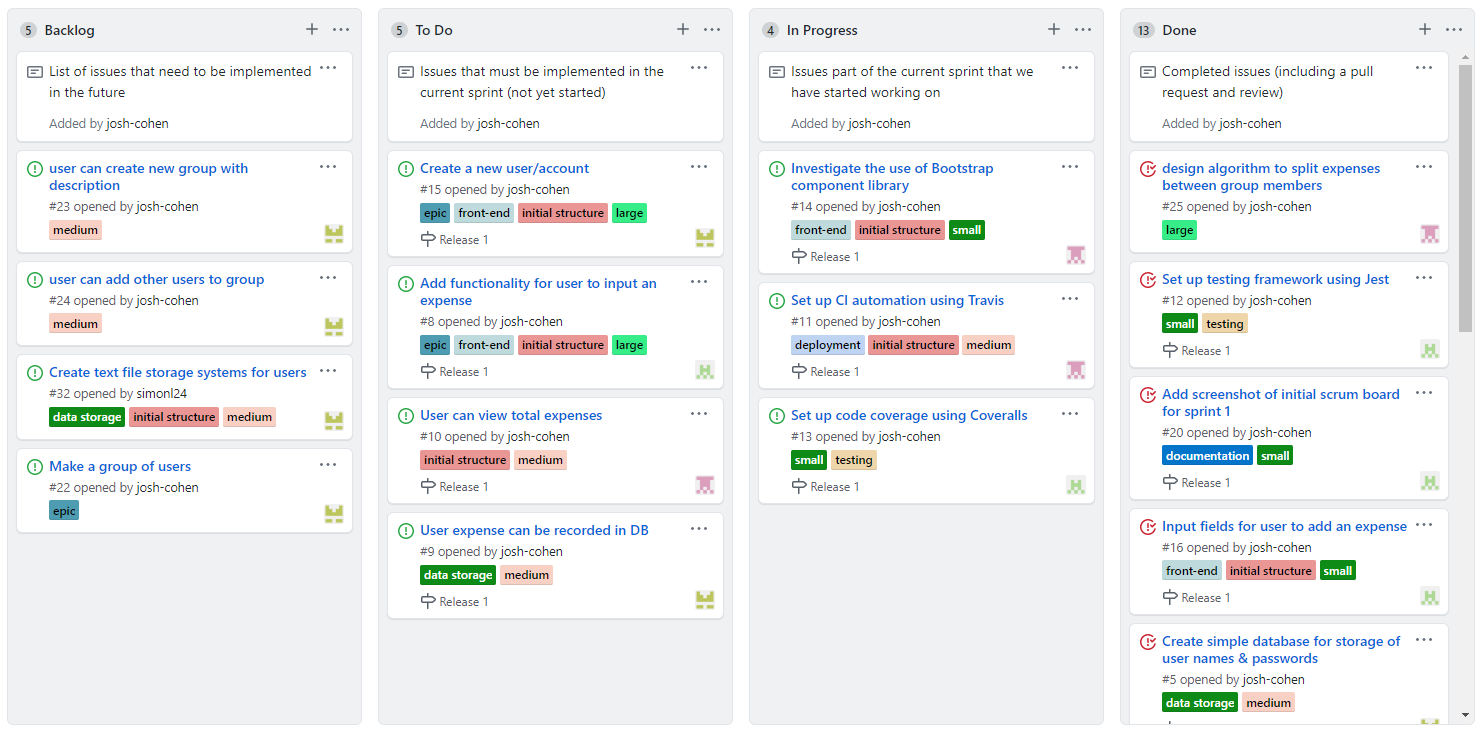 5 Backlog
List of issues that need to be implemented
in the future
Added by josh-cohen
user can create new group with
description
#23 opened by josh-cohen
medium
user can add other users to group
#24 opened by josh-cohen
medium
Create text file storage systems for users
#32 opened by simonl24
data storage initial structure medium
Make a group of users
#22 opened by josh-cohen
epic
5 To Do
Issues that must be implemented in the
current sprint (not yet started)
Added by josh-cohen
Create a new user/account
#15 opened by josh-cohen
epic front-end initial structure large
Release 1
Add functionality for user to input an
expense
#8 opened by josh-cohen
epic front-end initial structure large
Release 1
User can view total expenses
#10 opened by josh-cohen
initial structure medium
Release 1
User expense can be recorded in DB
#9 opened by josh-cohen
data storage medium
Release 1
4 In Progress
Issues part of the current sprint that we
have started working on
Added by josh-cohen
Investigate the use of Bootstrap
component library
#14 opened by josh-cohen
front-end initial structure small
Release 1
Set up CI automation using Travis
#11 opened by josh-cohen
deployment initial structure medium
Release 1
Set up code coverage using Coveralls
#13 opened by josh-cohen
small testing
Release 1
13 Done
Completed issues (including a pull
request and review)
Added by josh-cohen
design algorithm to split expenses
between group members
#25 opened by josh-cohen
large
Set up testing framework using Jest
#12 opened by josh-cohen
small testing
Release 1
Add screenshot of initial scrum board
for sprint 1
#20 opened by josh-cohen
documentation small
Release 1
Input fields for user to add an expense
#16 opened by josh-cohen
front-end initial structure small
Release 1
Create simple database for storage of
user names & passwords
#5 opened by josh-cohen
data storage medium